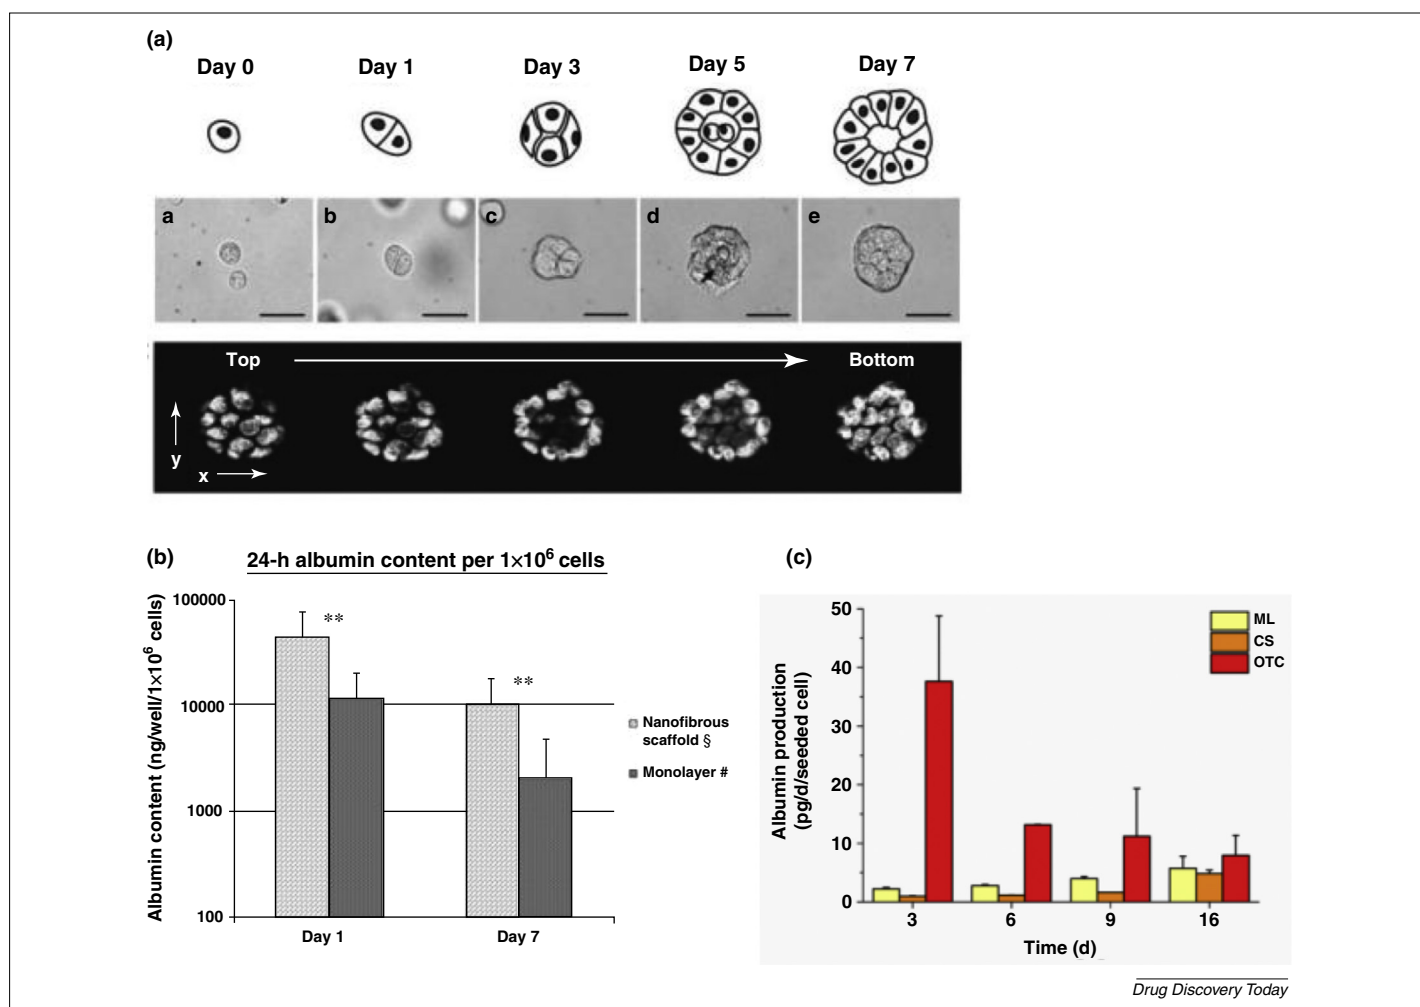 (a)
Day 0 Day 1 Day 3 Day 5 Day 7
a b c d e
Top Bottom
y
x
(b)
24-h albumin content per 1×10⁶ cells
Albumin content (ng/well/1×10⁶ cells)
100000
10000
1000
100
**
**
Day 1 Day 7
Nanofibrous
scaffold §
Monolayer #
(c)
Albumin production
(pg/d/seeded cell)
50
40
30
20
10
0
ML
CS
OTC
3 6 9 16
Time (d)
Drug Discovery Today